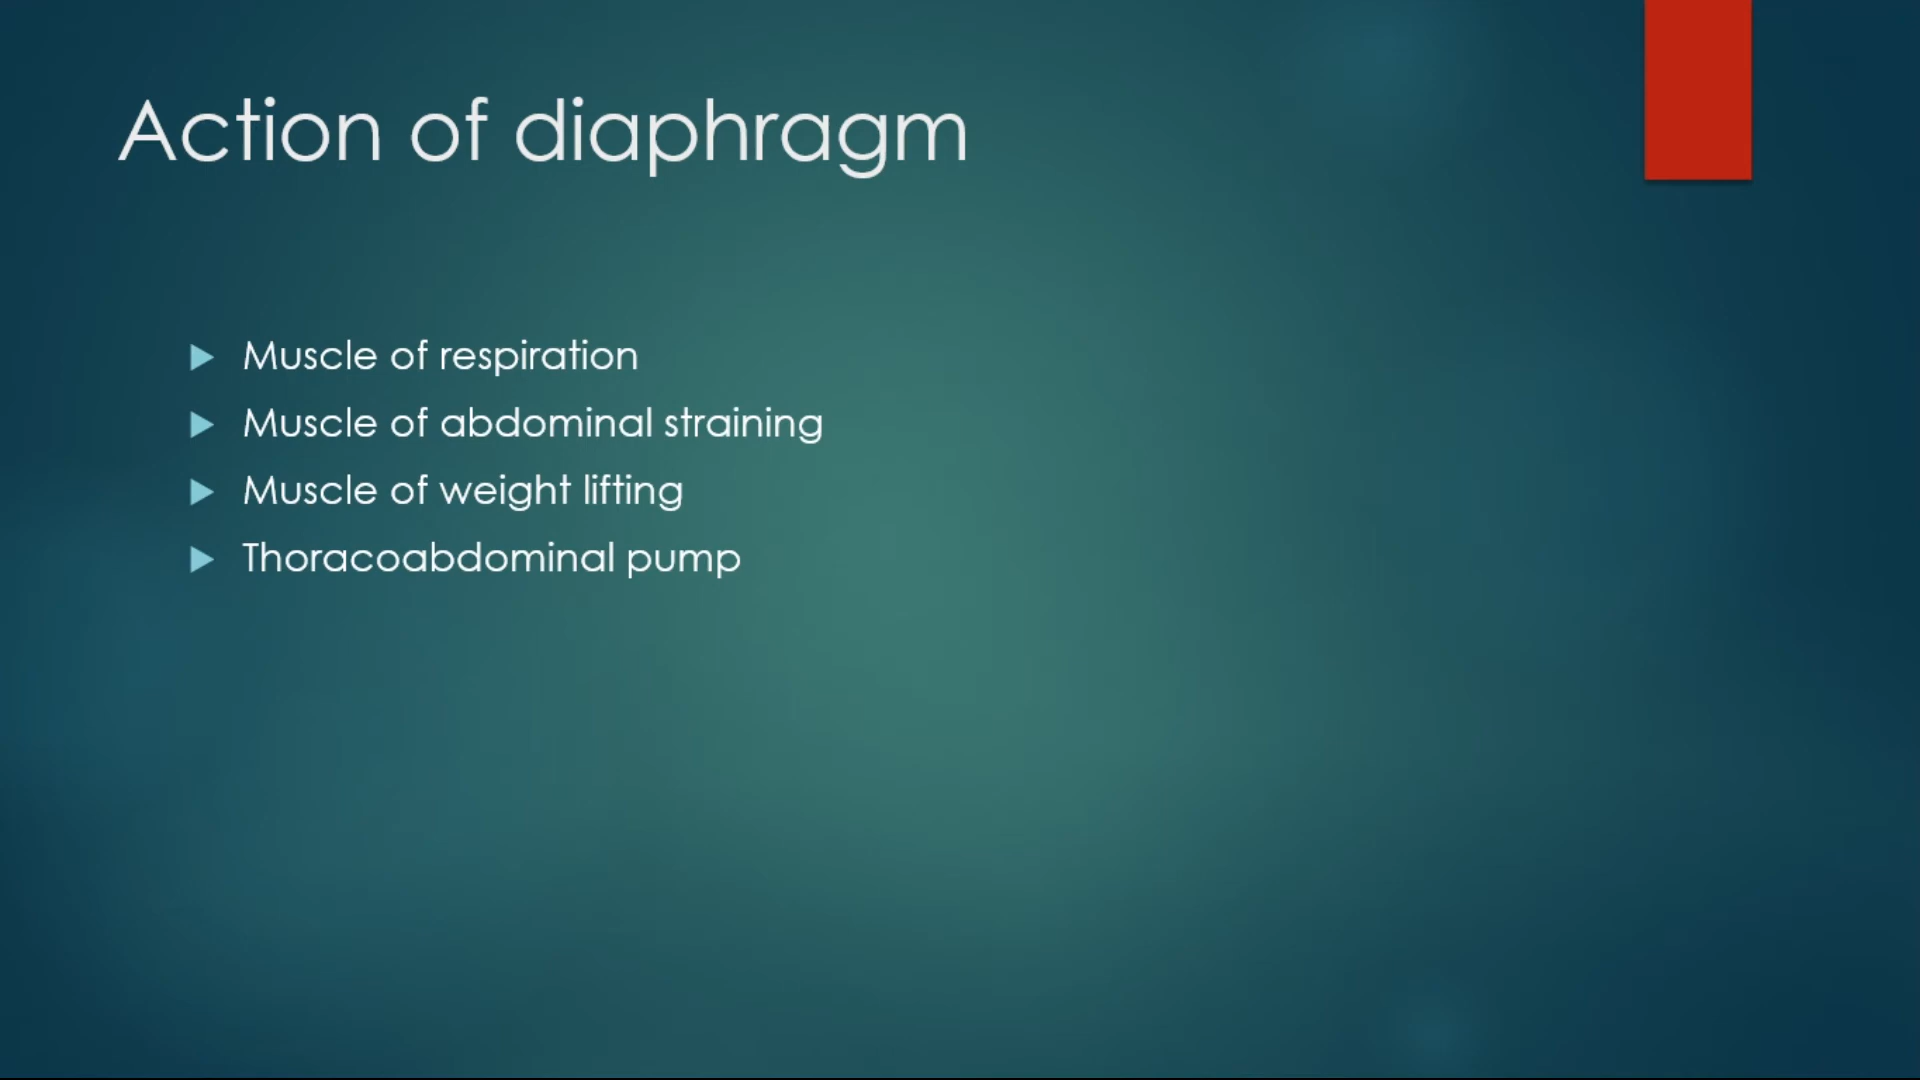 Action of diaphragm
Muscle of respiration
Muscle of abdominal straining
Muscle of weight lifting
Thoracoabdominal pump